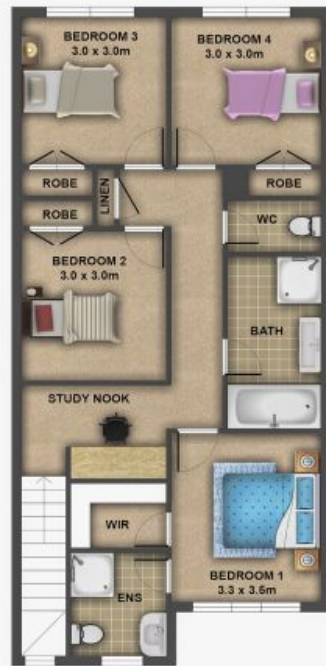 BEDROOM 3
3.0 x 3.0m
BEDROOM 4
3.0 x 3.0m
ROBE
LINEN
ROBE
ROBE
WC
BEDROOM 2
3.0 x 3.0m
BATH
STUDY NOOK
WIR
ENS
BEDROOM 1
3.3 x 3.5m